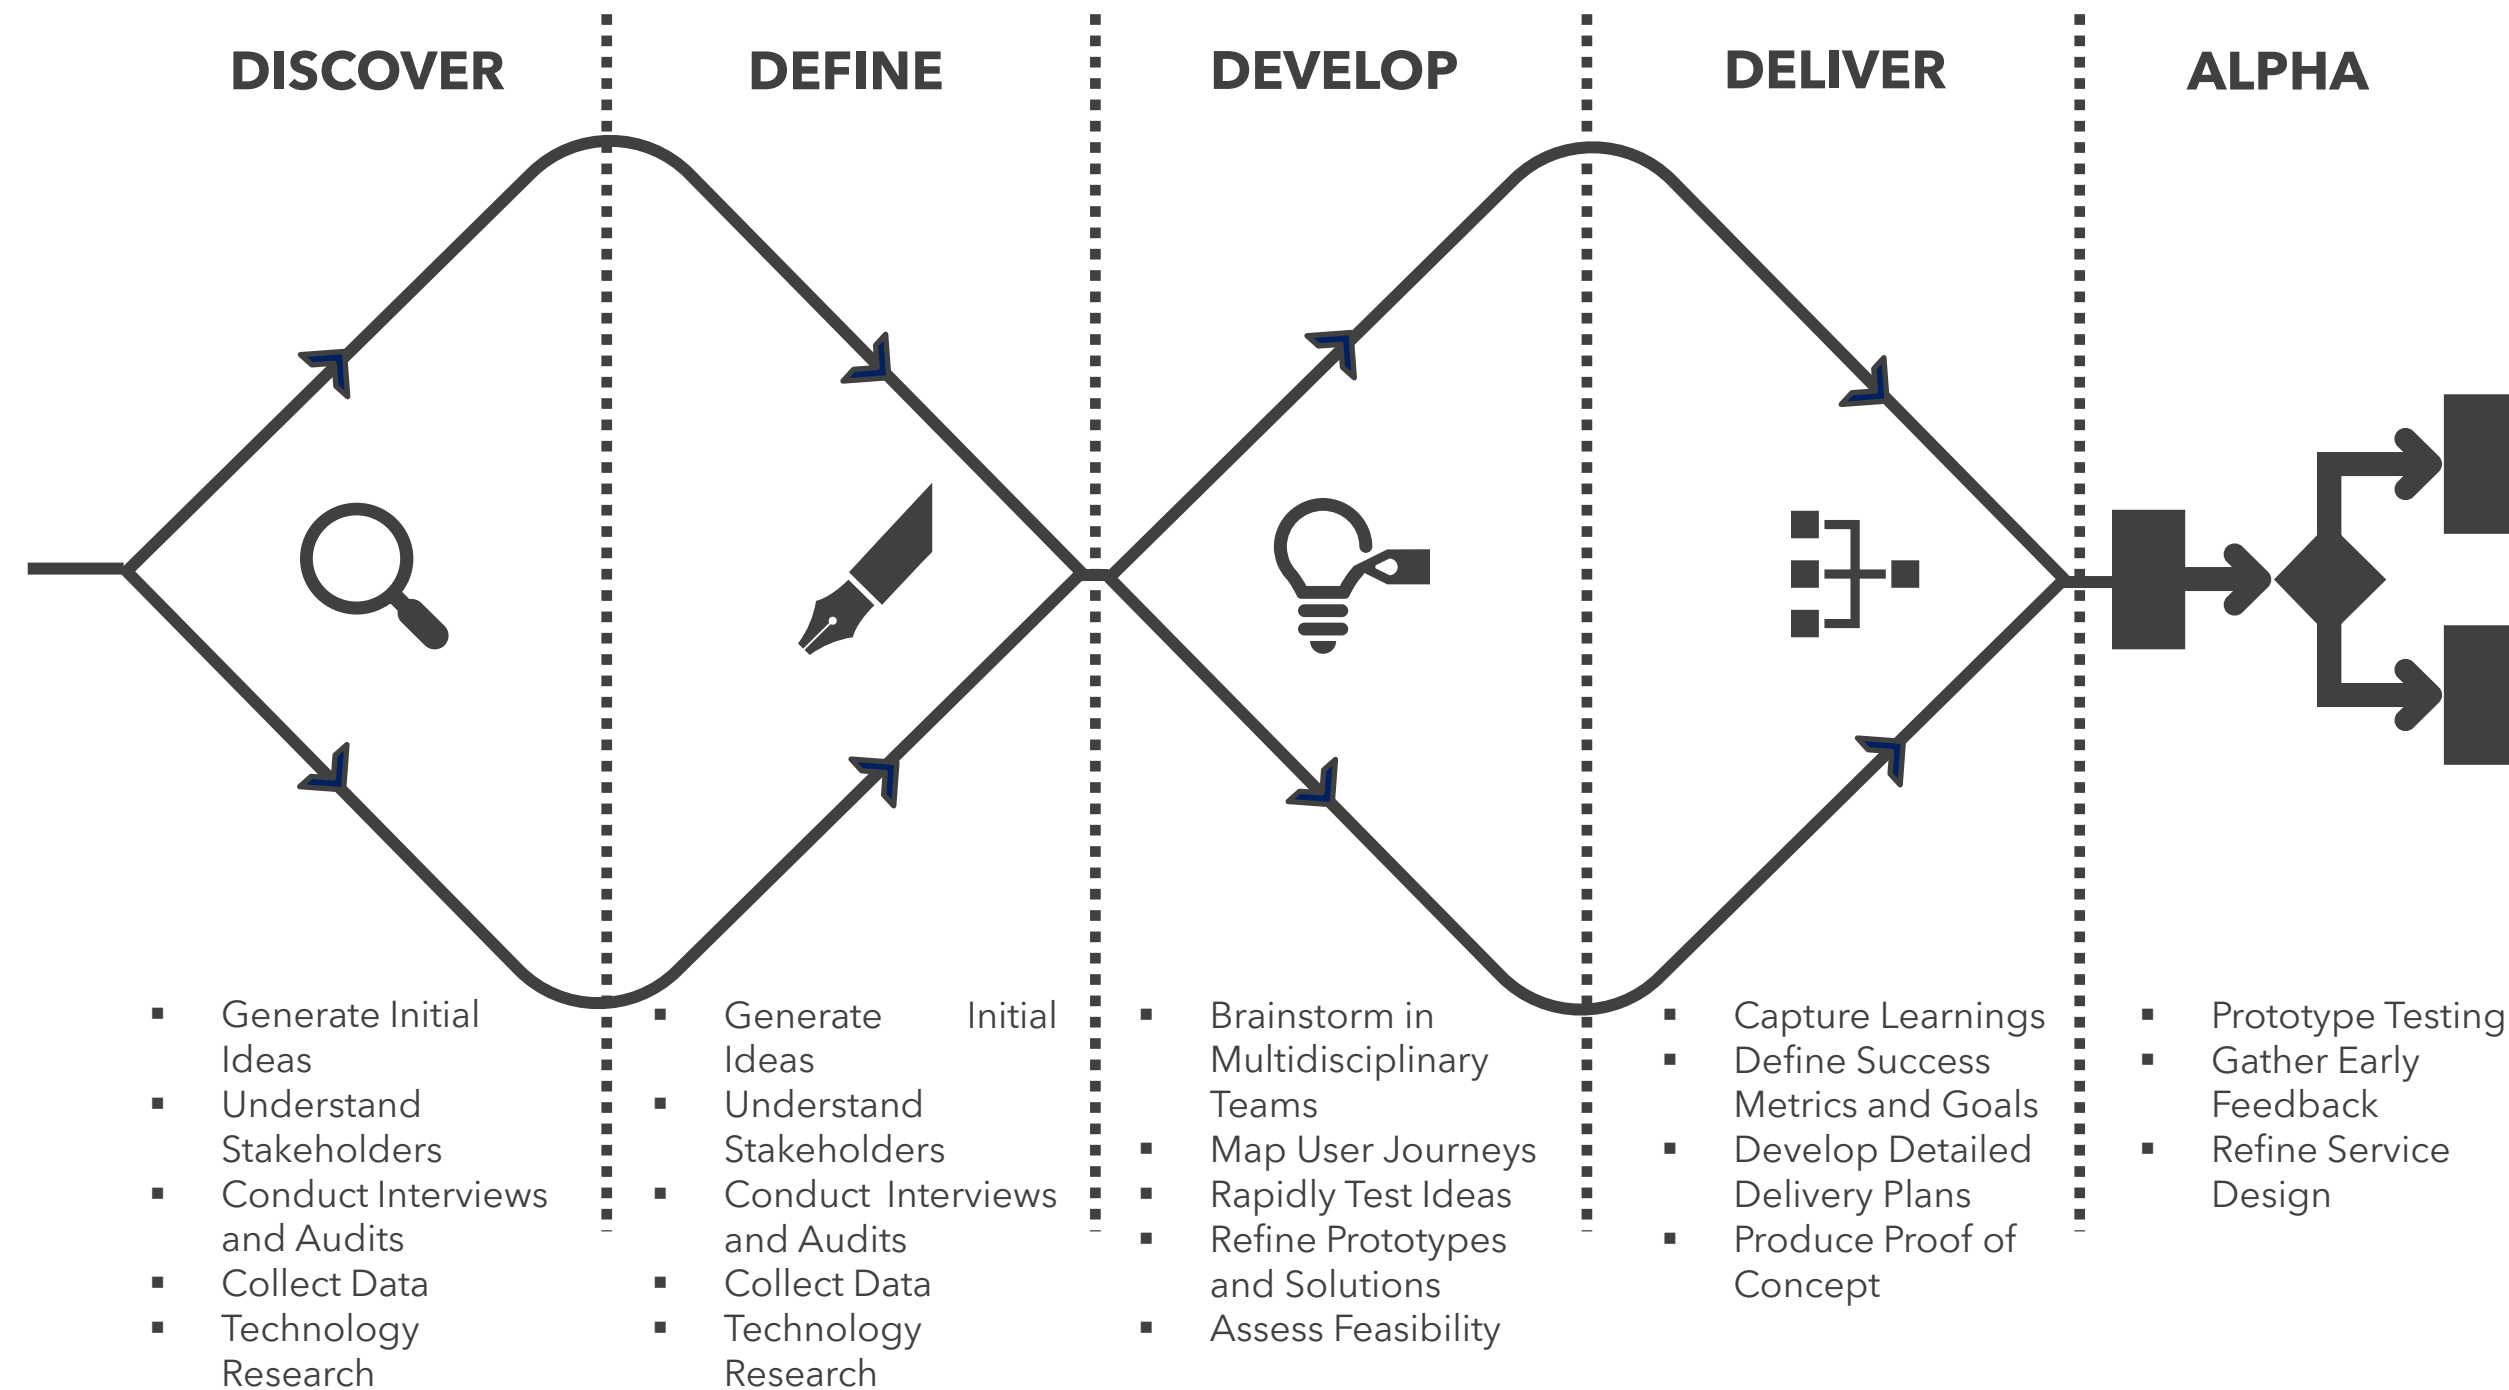 DISCOVER
DEFINE
DEVELOP
DELIVER
ALPHA
▪ Generate Initial
Ideas
▪ Understand
Stakeholders
▪ Conduct Interviews
and Audits
▪ Collect Data
▪ Technology
Research
▪ Generate Initial
Ideas
▪ Understand
Stakeholders
▪ Conduct Interviews
and Audits
▪ Collect Data
▪ Technology
Research
▪ Brainstorm in
Multidisciplinary
Teams
▪ Map User Journeys
▪ Rapidly Test Ideas
▪ Refine Prototypes
and Solutions
▪ Assess Feasibility
▪ Capture Learnings
▪ Define Success
Metrics and Goals
▪ Develop Detailed
Delivery Plans
▪ Produce Proof of
Concept
▪ Prototype Testing
▪ Gather Early
Feedback
▪ Refine Service
Design